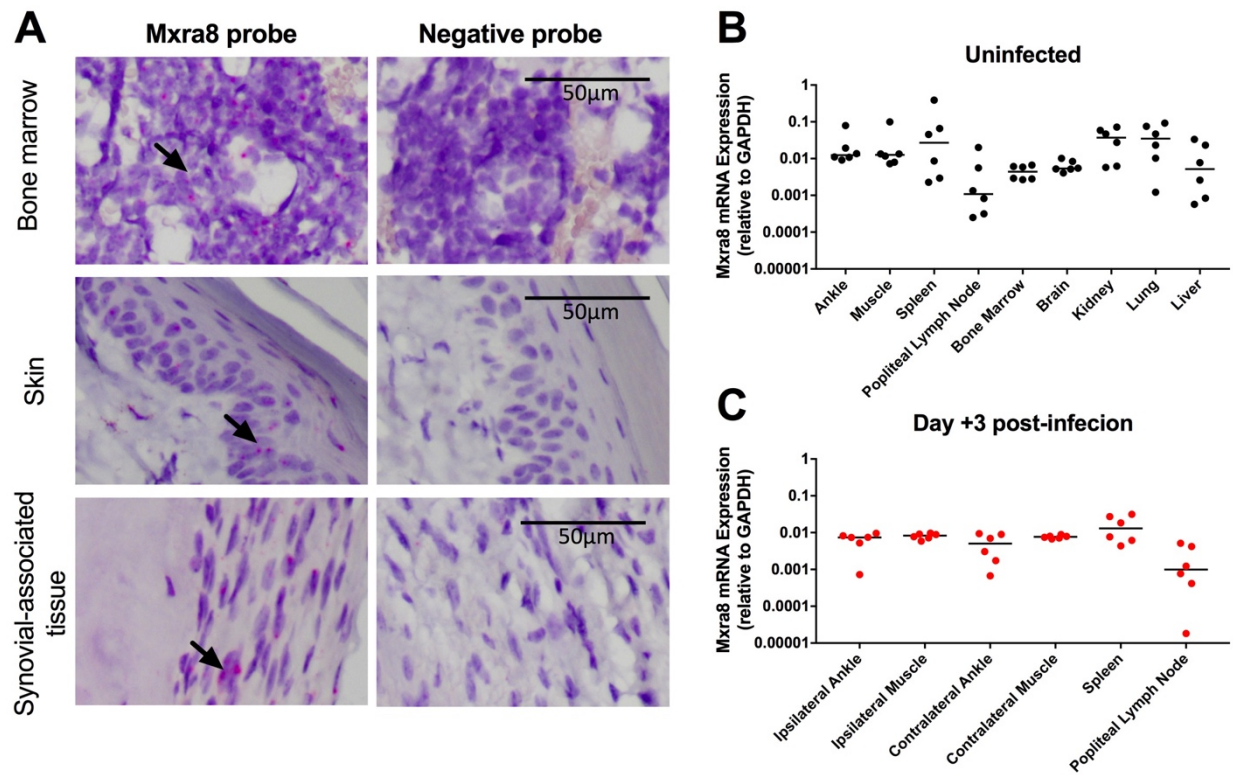 A
Mxra8 probe
Negative probe
Bone marrow
50µm
Skin
50µm
Synovial-associated
tissue
50µm
B
Uninfected
Mxra8 mRNA Expression
(relative to GAPDH)
1
0.1
0.01
0.001
0.0001
0.00001
Ankle
Muscle
Spleen
Popliteal Lymph Node
Bone Marrow
Brain
Kidney
Lung
Liver
C
Day +3 post-infecion
Mxra8 mRNA Expression
(relative to GAPDH)
1
0.1
0.01
0.001
0.0001
0.00001
Ipsilateral Ankle
Ipsilateral Muscle
Contralateral Ankle
Contralateral Muscle
Spleen
Popliteal Lymph Node